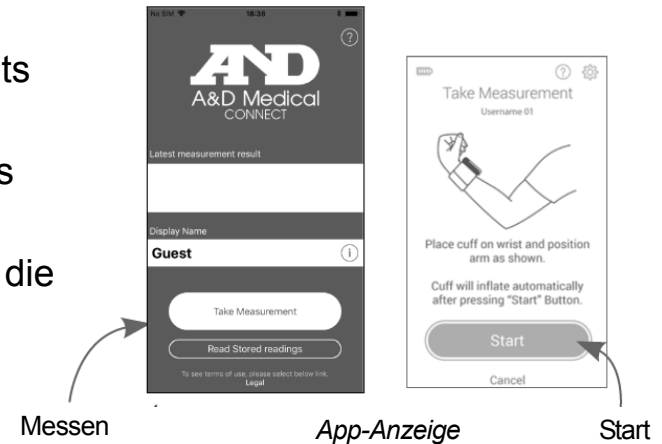 ts
s
die
No SIM 18:38
?
AND
A&D Medical
CONNECT
Latest measurement result
Display Name
Guest
i
Take Measurement
Read Stored readings
To see terms of use, please select below link.
Legal
?
Take Measurement
Username 01
Place cuff on wrist and position
arm as shown.
Cuff will inflate automatically
after pressing "Start" Button.
Start
Cancel
Messen
App-Anzeige
Start